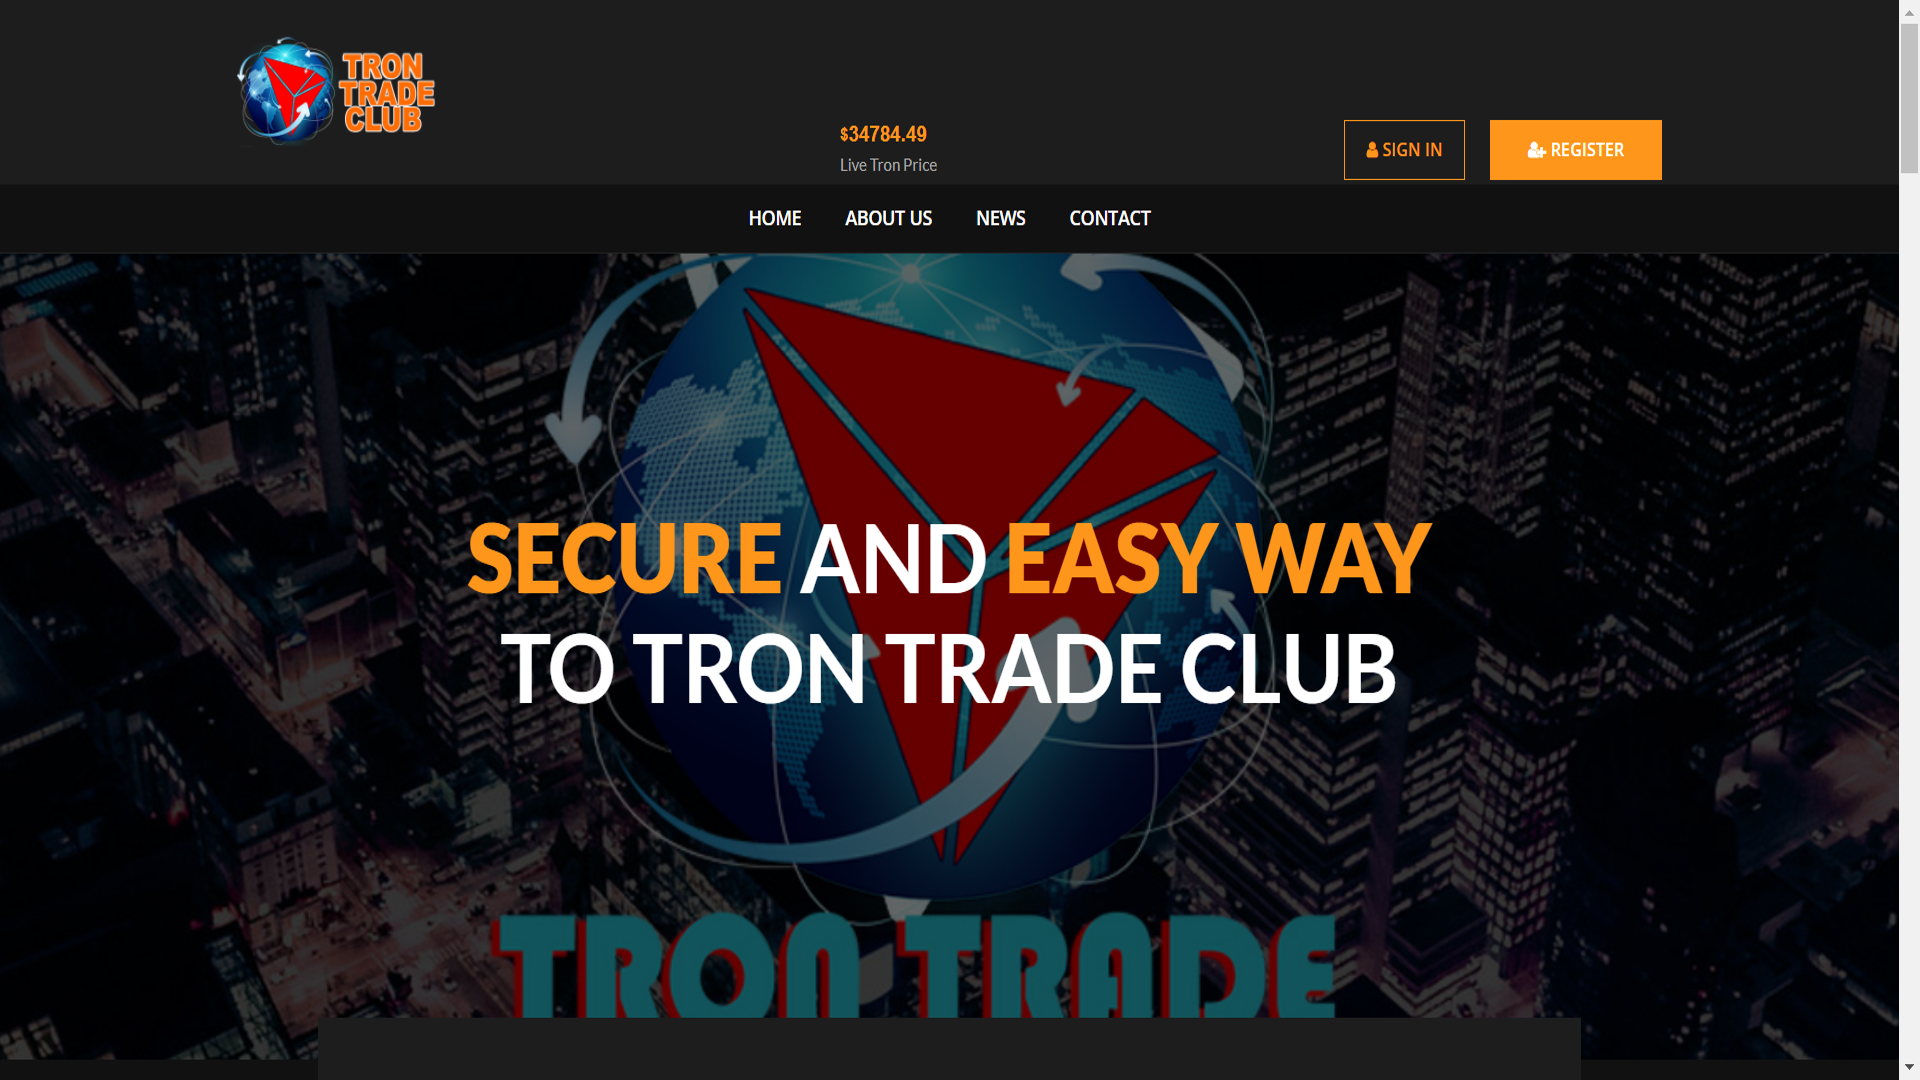 TRON
TRADE
CLUB
$34784.49
Live Tron Price
SIGN IN
REGISTER
HOME
ABOUT US
NEWS
CONTACT
SECURE AND EASY WAY
TO TRON TRADE CLUB
TRON TRADE